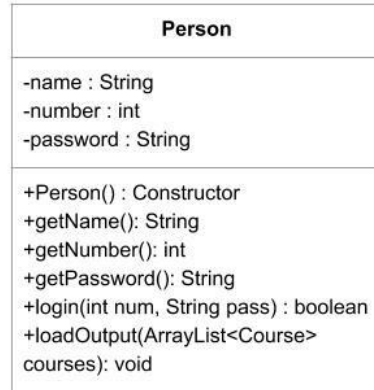 Person
-name : String
-number : int
-password : String
+Person() : Constructor
+getName(): String
+getNumber(): int
+getPassword(): String
+login(int num, String pass) : boolean
+loadOutput(ArrayList<Course>
courses): void